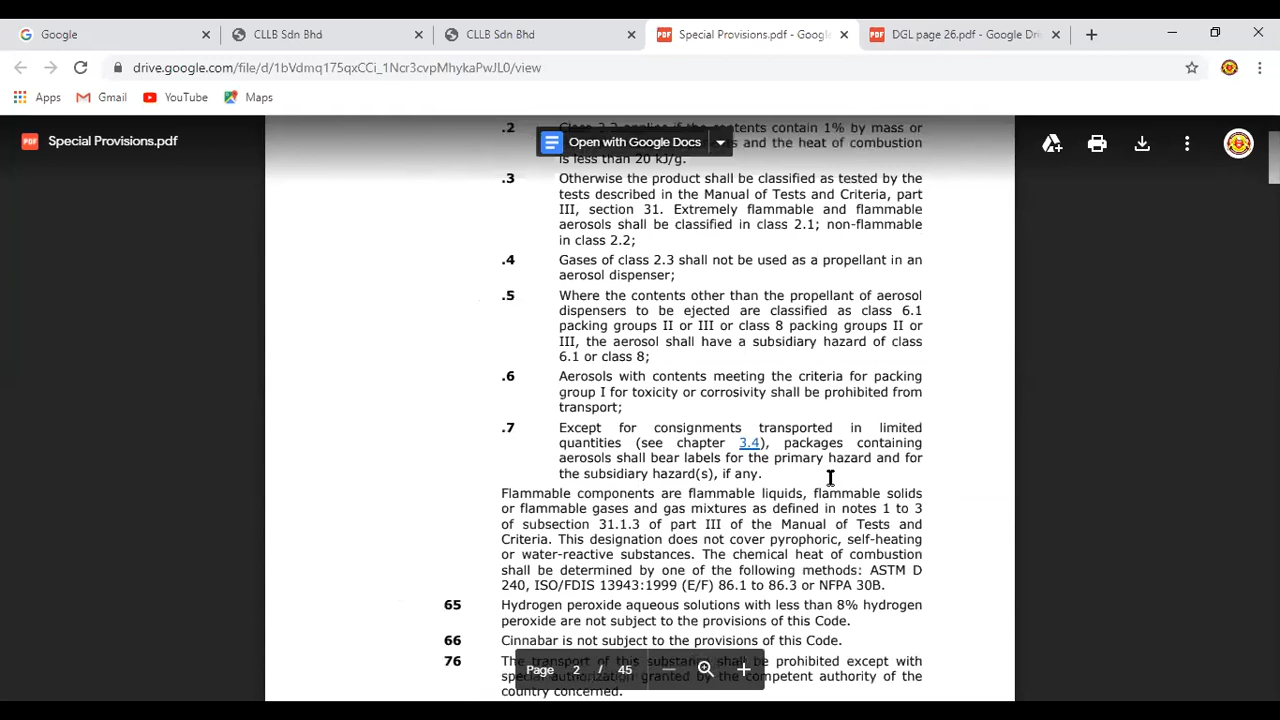 Google
CLLB Sdn Bhd
CLLB Sdn Bhd
Special Provisions.pdf - Google
DGL page 26.pdf - Google Dri
drive.google.com/file/d/1bVdmq175qxCCi_1Ncr3cvpMhykaPwJL0/view
Apps
Gmail
YouTube
Maps
Special Provisions.pdf
Open with Google Docs
.2 Class 2.2 applies if the contents contain 1% by mass or
s and the heat of combustion
is less than 20 kJ/g.
.3 Otherwise the product shall be classified as tested by the
tests described in the Manual of Tests and Criteria, part
III, section 31. Extremely flammable and flammable
aerosols shall be classified in class 2.1; non-flammable
in class 2.2;
.4 Gases of class 2.3 shall not be used as a propellant in an
aerosol dispenser;
.5 Where the contents other than the propellant of aerosol
dispensers to be ejected are classified as class 6.1
packing groups II or III or class 8 packing groups II or
III, the aerosol shall have a subsidiary hazard of class
6.1 or class 8;
.6 Aerosols with contents meeting the criteria for packing
group I for toxicity or corrosivity shall be prohibited from
transport;
.7 Except for consignments transported in limited
quantities (see chapter 3.4), packages containing
aerosols shall bear labels for the primary hazard and for
the subsidiary hazard(s), if any.
Flammable components are flammable liquids, flammable solids
or flammable gases and gas mixtures as defined in notes 1 to 3
of subsection 31.1.3 of part III of the Manual of Tests and
Criteria. This designation does not cover pyrophoric, self-heating
or water-reactive substances. The chemical heat of combustion
shall be determined by one of the following methods: ASTM D
240, ISO/FDIS 13943:1999 (E/F) 86.1 to 86.3 or NFPA 30B.
65 Hydrogen peroxide aqueous solutions with less than 8% hydrogen
peroxide are not subject to the provisions of this Code.
66 Cinnabar is not subject to the provisions of this Code.
76 The transport of this substance shall be prohibited except with
special authorization granted by the competent authority of the
country concerned.
Page 2 / 45